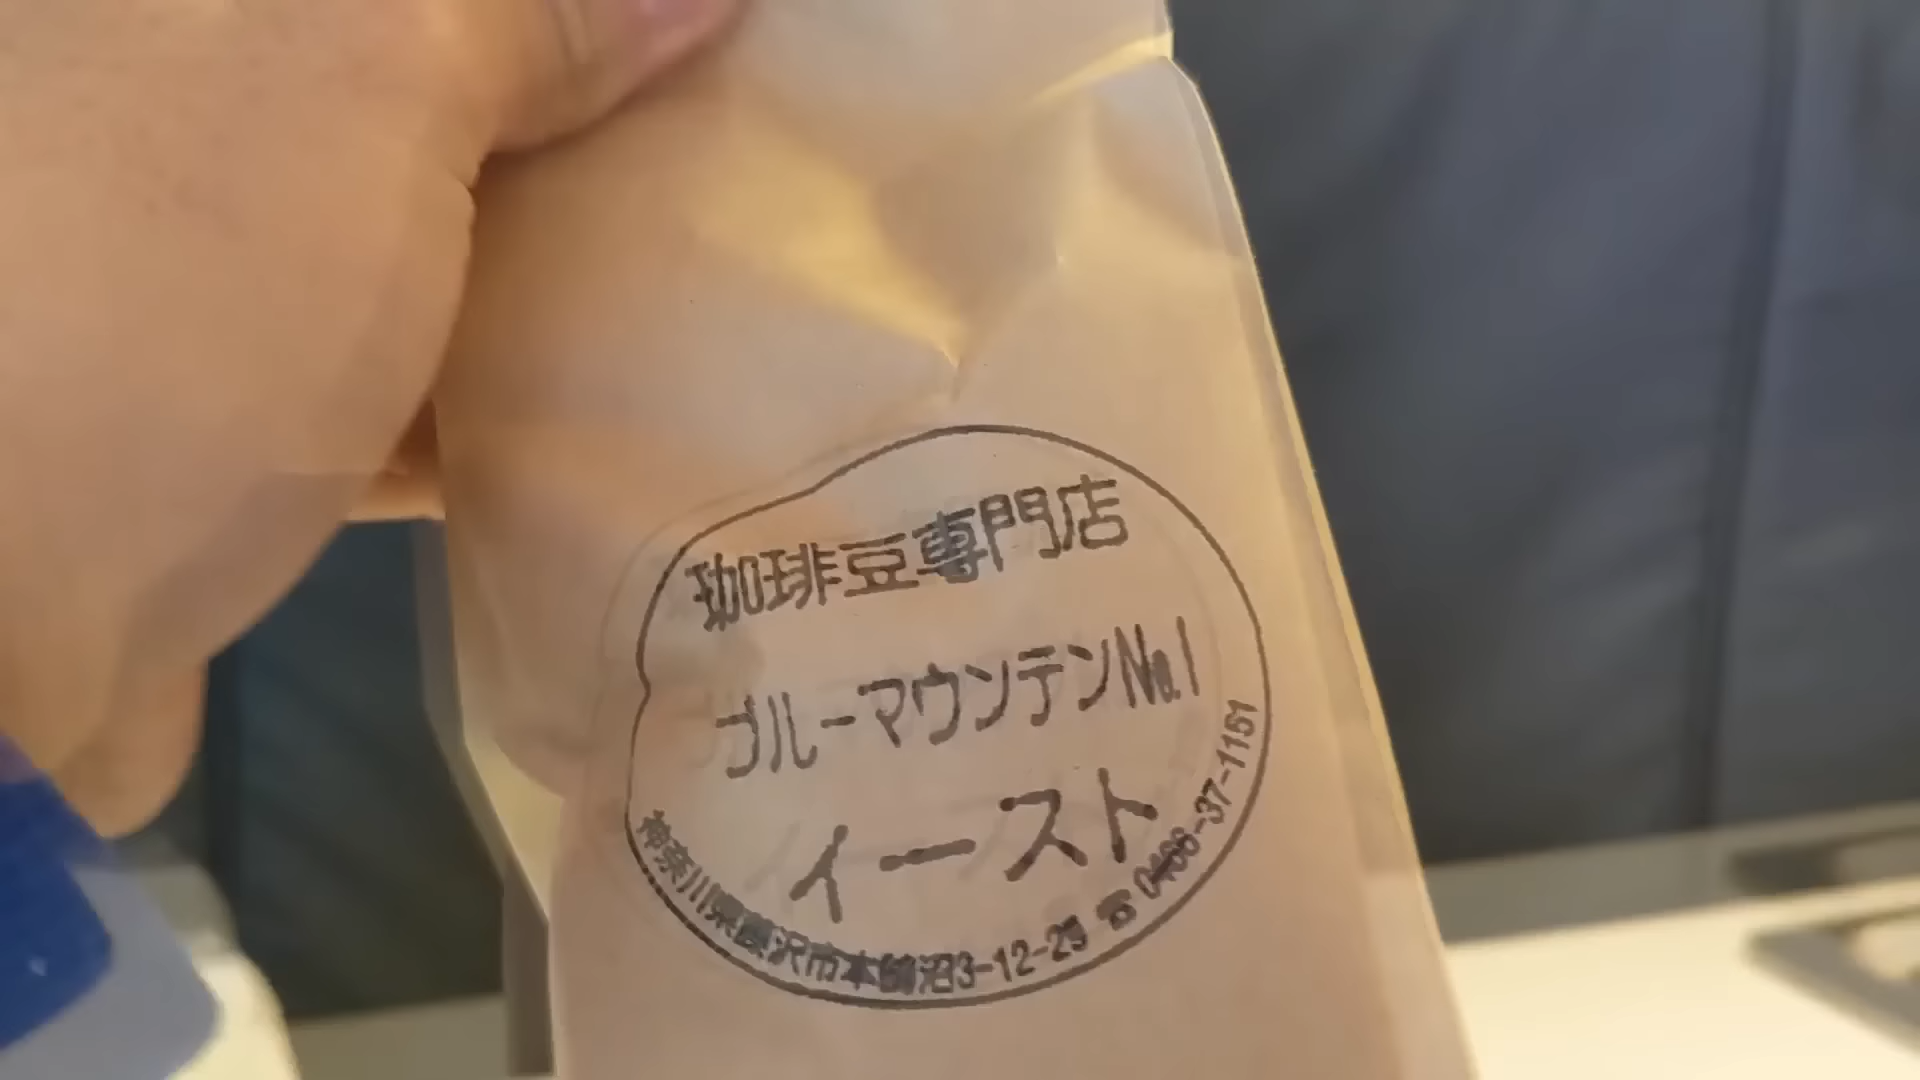 珈琲豆専門店
ブルーマウンテンNo.1
イースト
神奈川県藤沢市本鵠沼3-12-25 ☎ 0466-37-1151